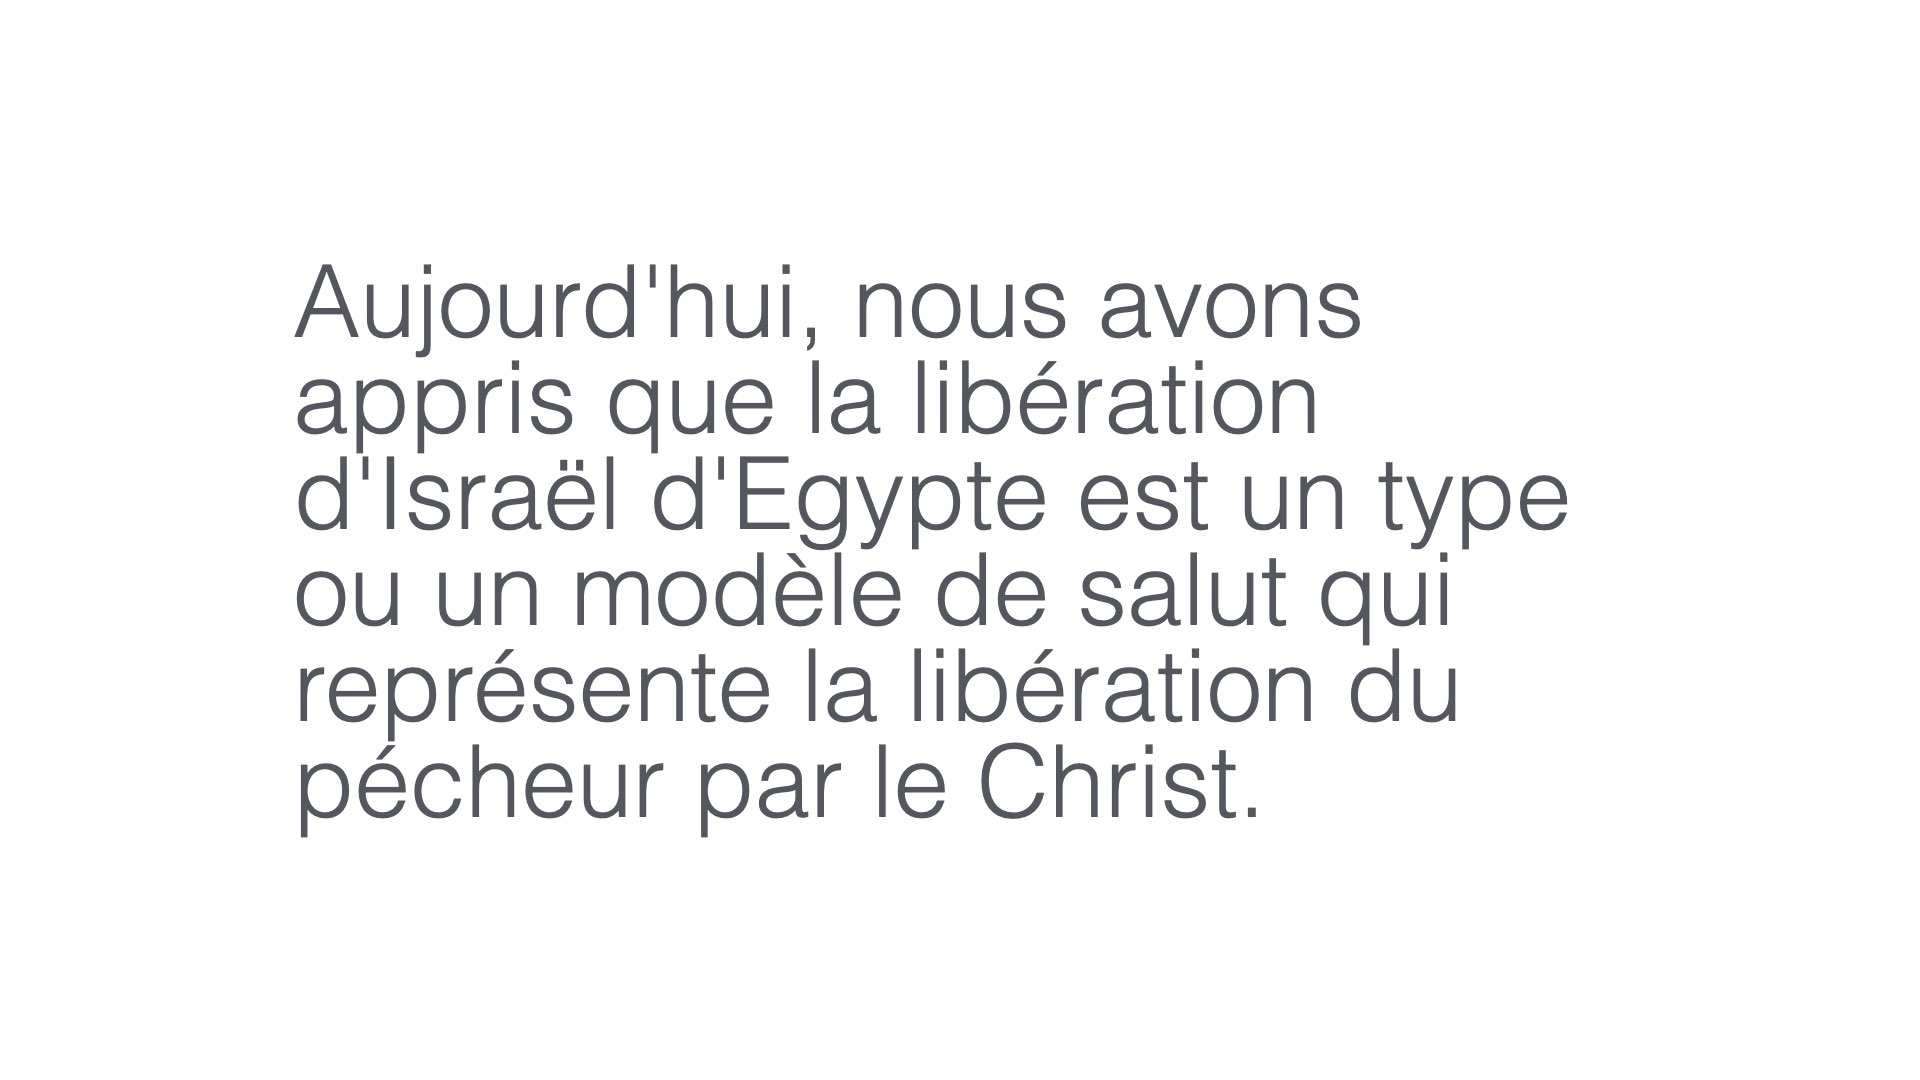 Aujourd'hui, nous avons
appris que la libération
d'Israël d'Egypte est un type
ou un modèle de salut qui
représente la libération du
pécheur par le Christ.